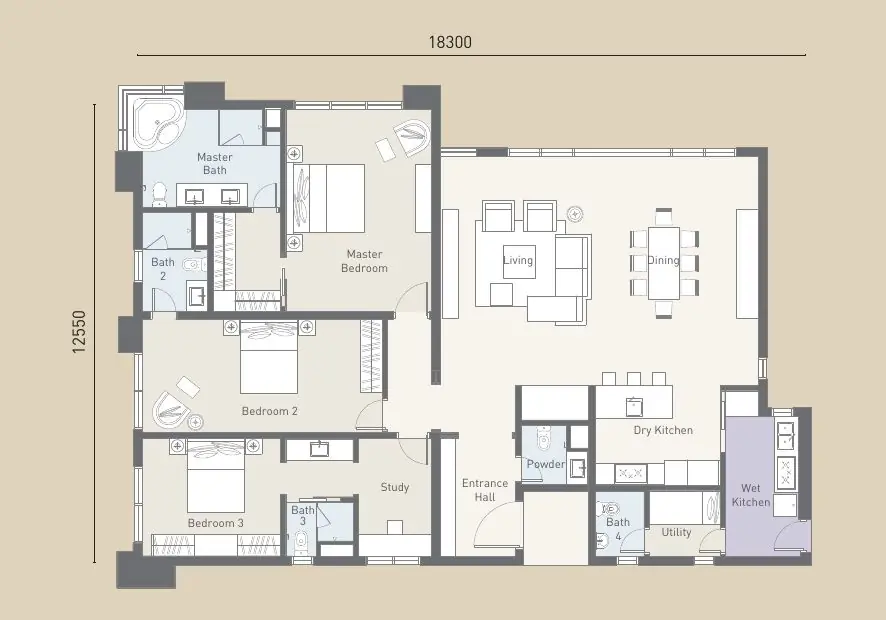 18300
12550
Master
Bath
Bath
2
Master
Bedroom
Living
Dining
Bedroom 2
Dry Kitchen
Powder
Entrance
Hall
Study
Wet
Kitchen
Bedroom 3
Bath
3
Bath
4
Utility